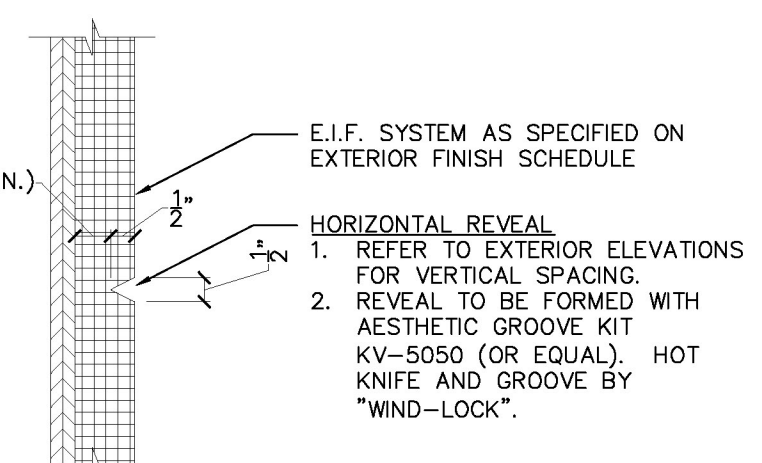 E.I.F. SYSTEM AS SPECIFIED ON
EXTERIOR FINISH SCHEDULE
N.)
1/2"
HORIZONTAL REVEAL
1/2"
1. REFER TO EXTERIOR ELEVATIONS
FOR VERTICAL SPACING.
2. REVEAL TO BE FORMED WITH
AESTHETIC GROOVE KIT
KV-5050 (OR EQUAL). HOT
KNIFE AND GROOVE BY
"WIND-LOCK".